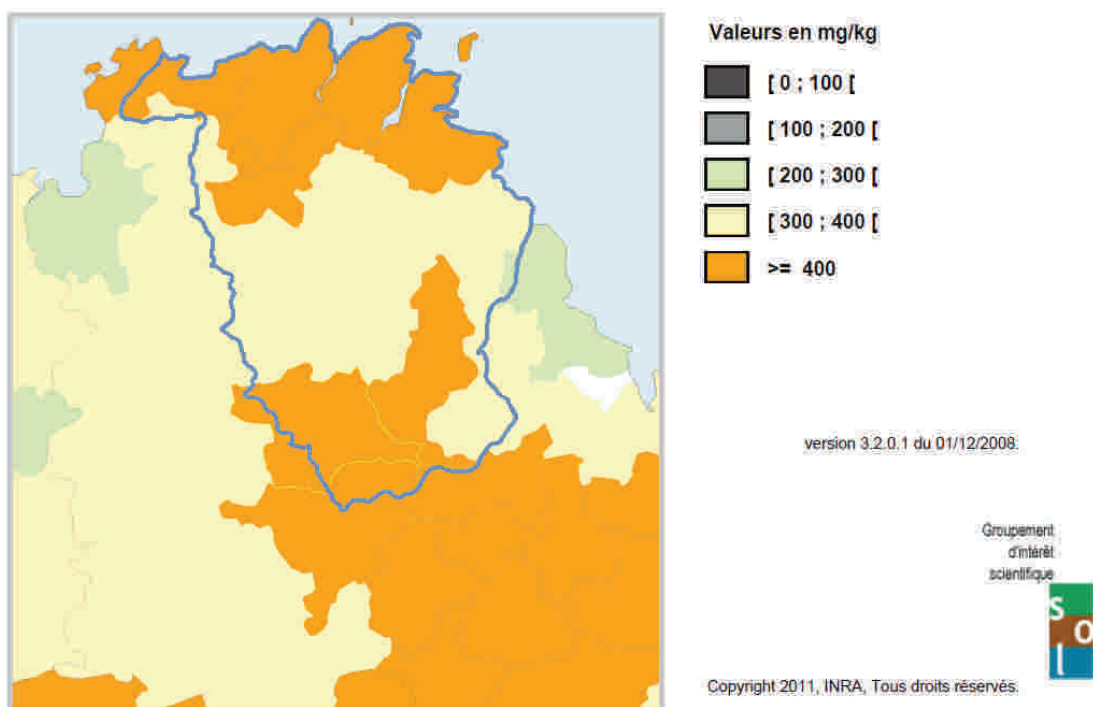 Valeurs en mg/kg
[ 0 ; 100 [
[ 100 ; 200 [
[ 200 ; 300 [
[ 300 ; 400 [
>= 400
version 3.2.0.1 du 01/12/2008.
Groupement
d'intérêt
scientifique
S
O
l
Copyright 2011, INRA, Tous droits réservés.